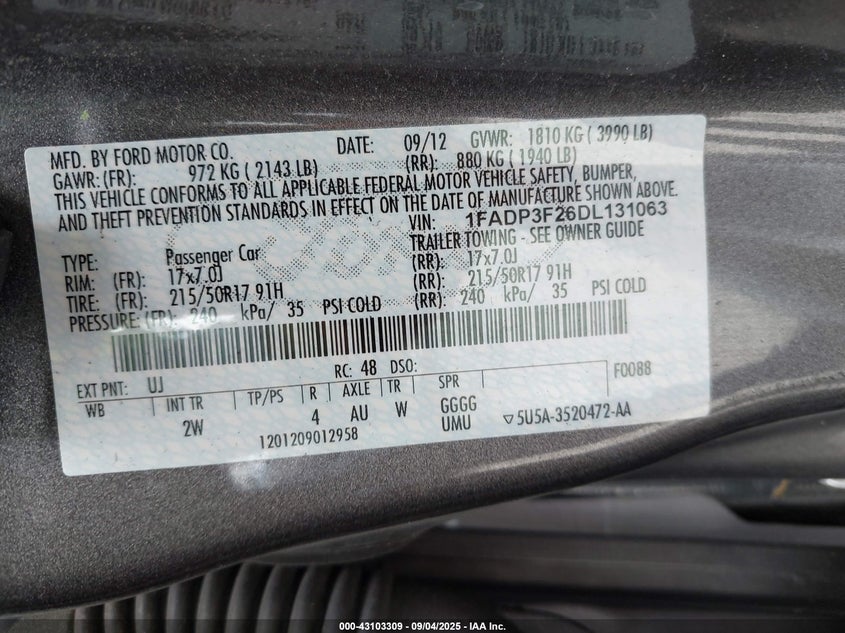 MFD. BY FORD MOTOR CO. DATE: 09/12 GVWR: 1810 KG ( 3990 LB)
GAWR: (FR): 972 KG ( 2143 LB) (RR): 880 KG ( 1940 LB)
THIS VEHICLE CONFORMS TO ALL APPLICABLE FEDERAL MOTOR VEHICLE SAFETY, BUMPER,
AND THEFT PREVENTION STANDARDS IN EFFECT ON THE DATE OF MANUFACTURE SHOWN ABOVE.
VIN: 1FADP3F26DL131063
TYPE: Passenger Car TRAILER TOWING - SEE OWNER GUIDE
RIM: (FR): 17x7.0J (RR): 17x7.0J
TIRE: (FR): 215/50R17 91H (RR): 215/50R17 91H
PRESSURE: (FR): 240 kPa/ 35 PSI COLD (RR): 240 kPa/ 35 PSI COLD
EXT PNT: UJ RC: 48 DSO: F0088
WB INT TR TP/PS R AXLE TR SPR
2W 4 AU W GGGG
UMU ▽5U5A-3520472-AA
1201209012958
000-43103309 - 09/04/2025 - IAA Inc.